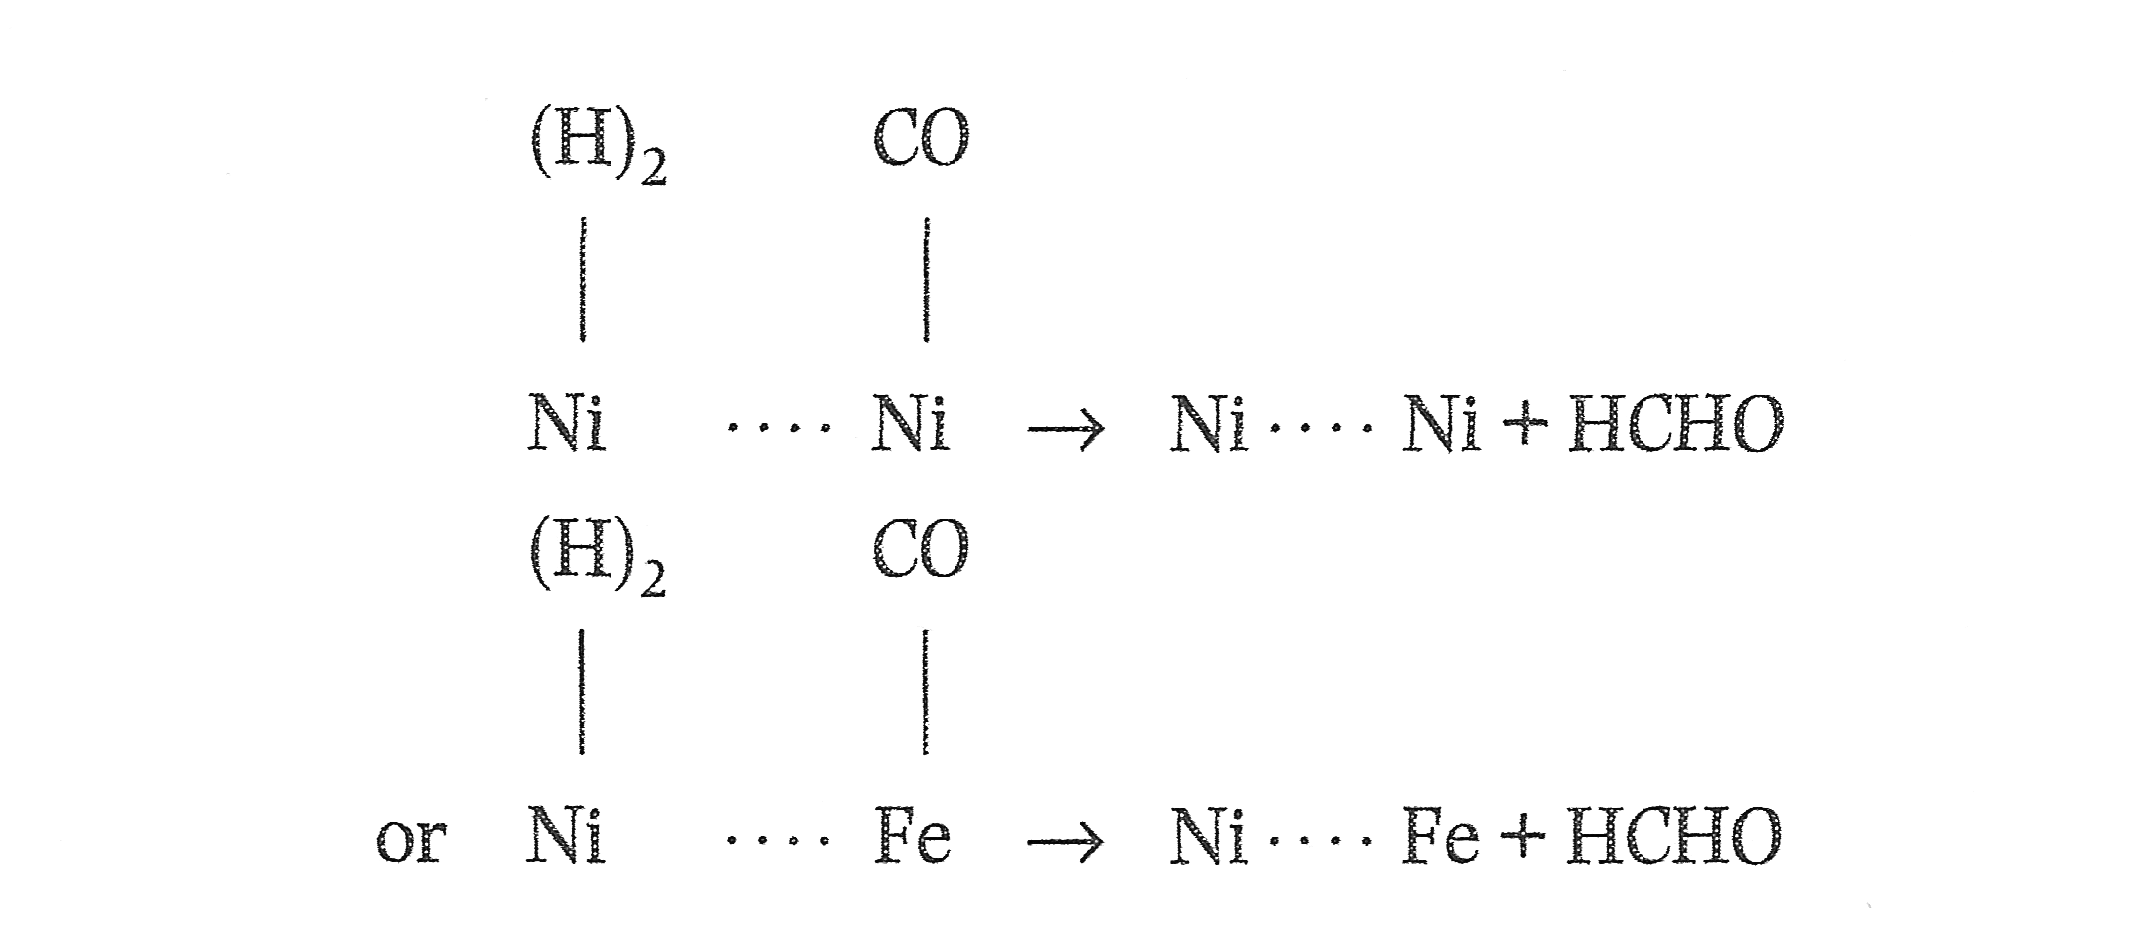 (H)₂ CO
Ni ···· Ni → Ni ···· Ni + HCHO
(H)₂ CO
or Ni ···· Fe → Ni ···· Fe + HCHO